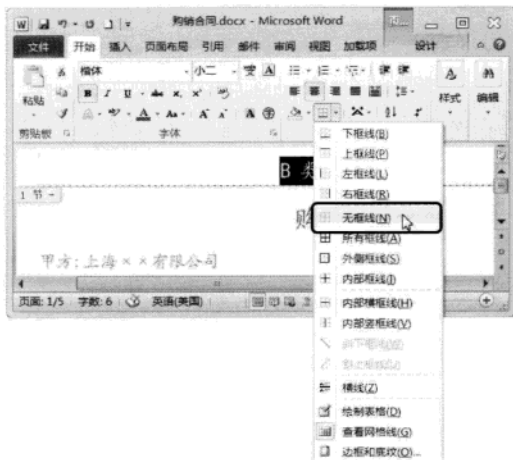 购销合同.docx - Microsoft Word
文件 开始 插入 页面布局 引用 邮件 审阅 视图 加载项 设计
楷体 小二
粘贴 样式 编辑
剪贴板 字体
B 类
1 节
购
甲方:上海××有限公司
页面: 1/5 字数: 6 英语(美国)
下框线(B)
上框线(P)
左框线(L)
右框线(R)
无框线(N)
所有框线(A)
外侧框线(S)
内部框线(I)
内部横框线(H)
内部竖框线(V)
横线(Z)
绘制表格(D)
查看网格线(G)
边框和底纹(O)...